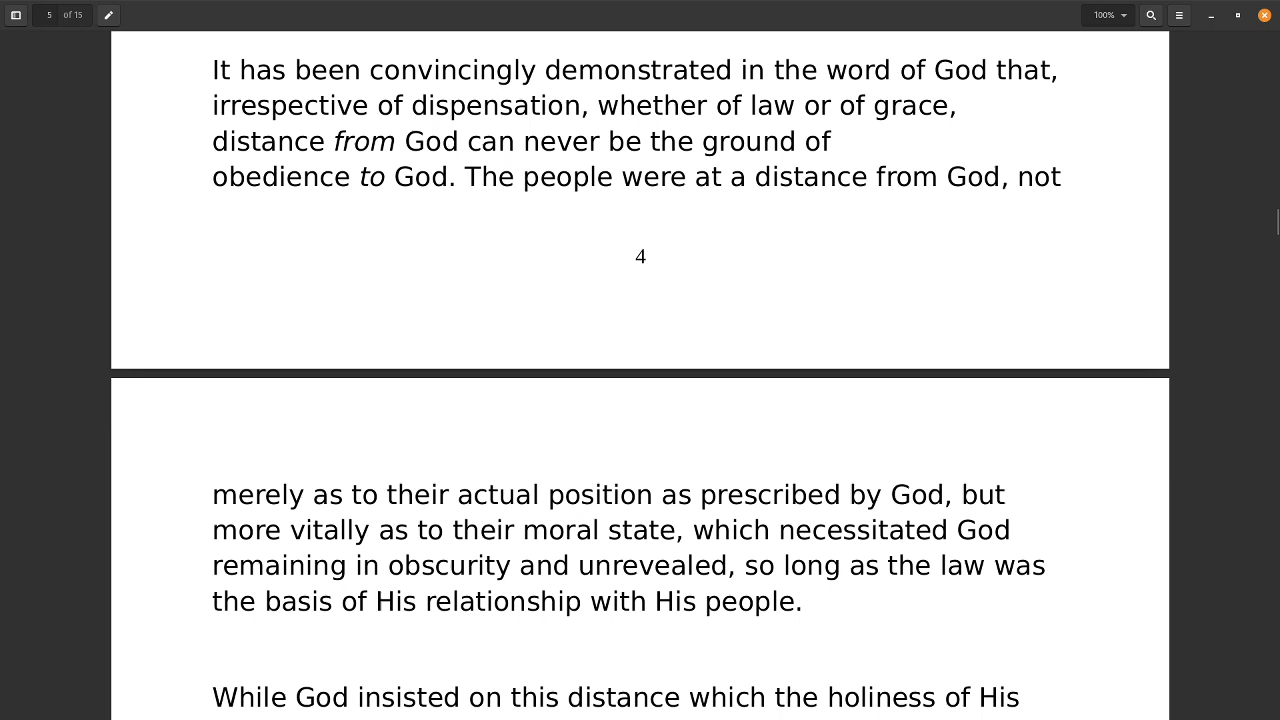 5 of 15
100%
It has been convincingly demonstrated in the word of God that,
irrespective of dispensation, whether of law or of grace,
distance from God can never be the ground of
obedience to God. The people were at a distance from God, not
4
merely as to their actual position as prescribed by God, but
more vitally as to their moral state, which necessitated God
remaining in obscurity and unrevealed, so long as the law was
the basis of His relationship with His people.
While God insisted on this distance which the holiness of His